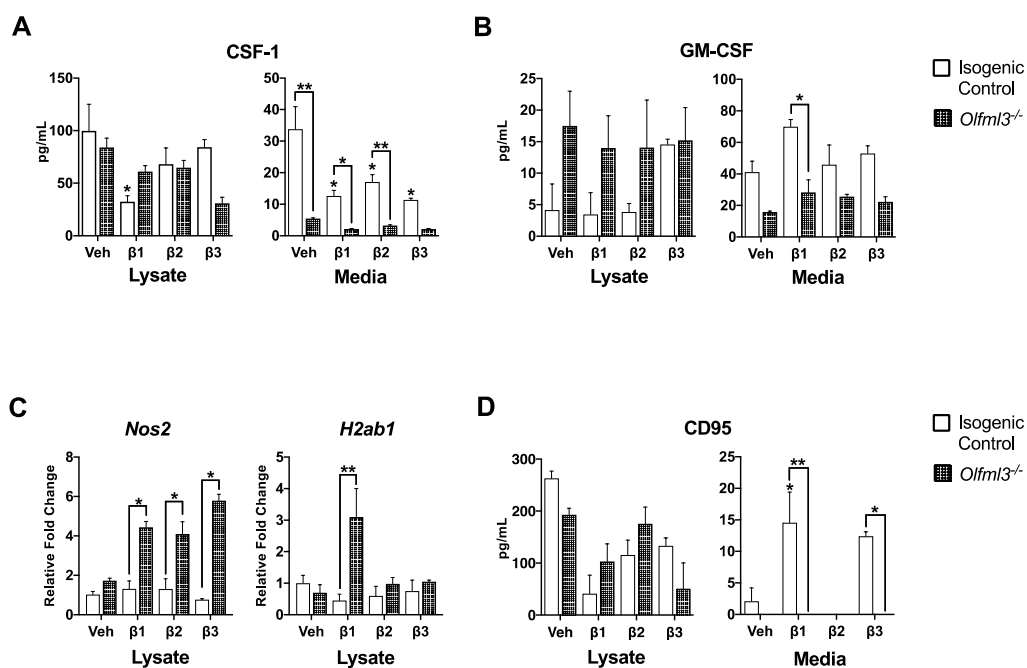 A
CSF-1
pg/mL
150
100
50
0
*
Veh β1 β2 β3
Lysate
50
40
30
20
10
0
**
*
**
*
*
*
Veh β1 β2 β3
Media
B
GM-CSF
pg/mL
25
20
15
10
5
0
Veh β1 β2 β3
Lysate
100
80
60
40
20
0
*
Veh β1 β2 β3
Media
Isogenic
Control
Olfml3-/-
C
Nos2
Relative Fold Change
8
6
4
2
0
*
*
*
Veh β1 β2 β3
Lysate
H2ab1
Relative Fold Change
5
4
3
2
1
0
**
Veh β1 β2 β3
Lysate
D
CD95
pg/mL
300
200
100
0
Veh β1 β2 β3
Lysate
25
20
15
10
5
0
**
*
*
Veh β1 β2 β3
Media
Isogenic
Control
Olfml3-/-